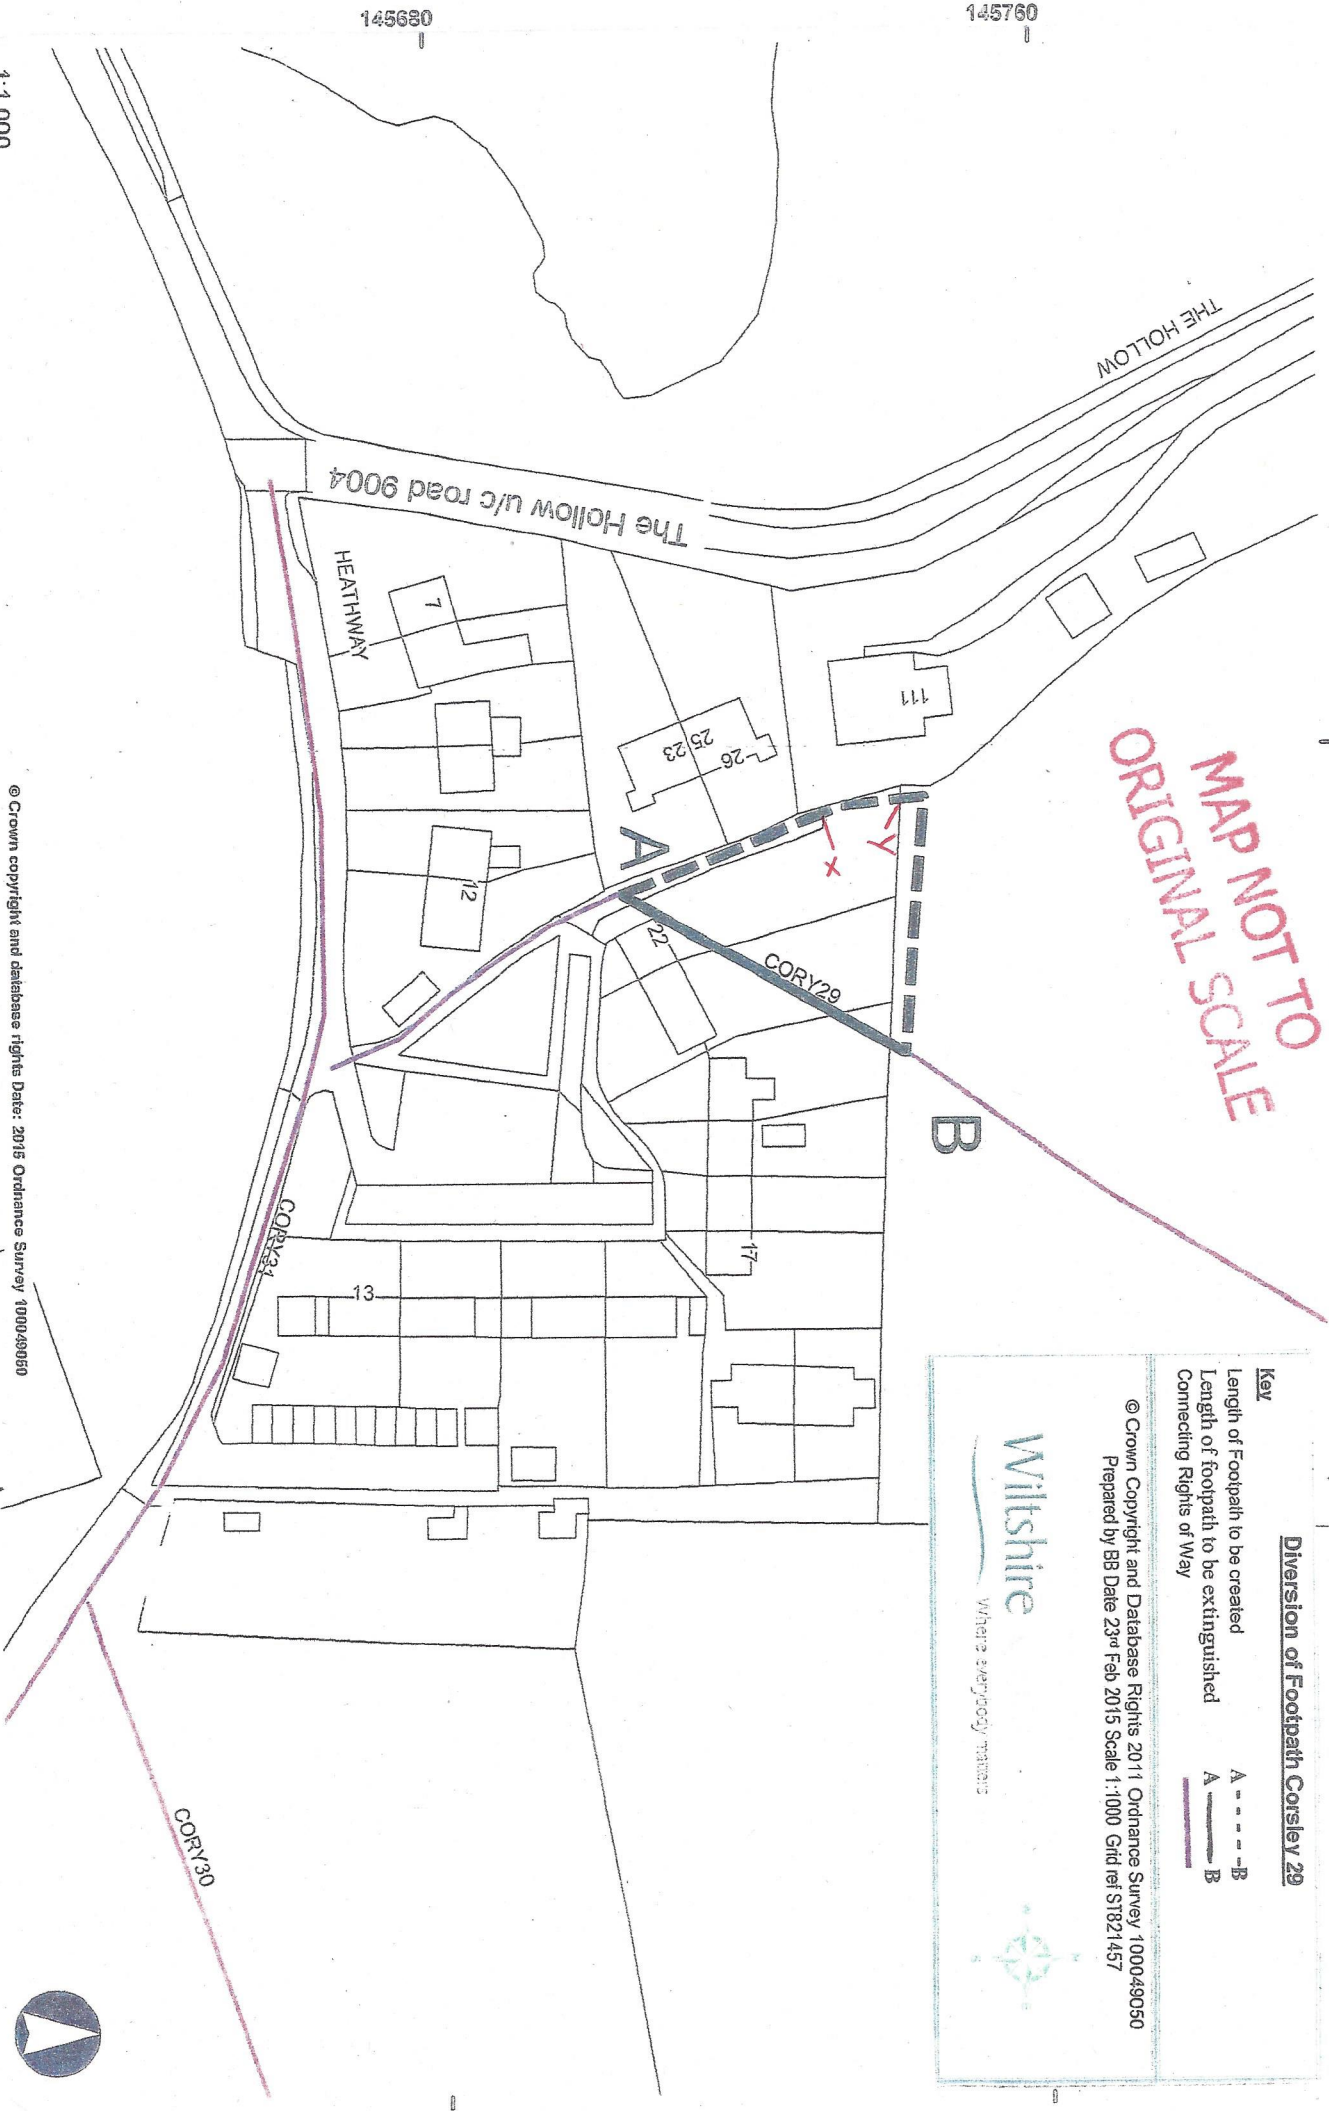 145680
145760
1:1,000
THE HOLLOW
The Hollow u/c road 9004
HEATHWAY
7
111
25 23
26
12
22
A
X
Y
CORY29
B
17
13
CORY31
CORY30
MAP NOT TO
ORIGINAL SCALE
Diversion of Footpath Corsley 29
Key
Length of Footpath to be created A - - - - -B
Length of footpath to be extinguished A B
Connecting Rights of Way
© Crown Copyright and Database Rights 2011 Ordnance Survey 100049050
Prepared by BB Date 23rd Feb 2015 Scale 1:1000 Grid ref ST821457
Wiltshire
Where everybody matters
© Crown copyright and database rights Date: 2015 Ordnance Survey 100049050